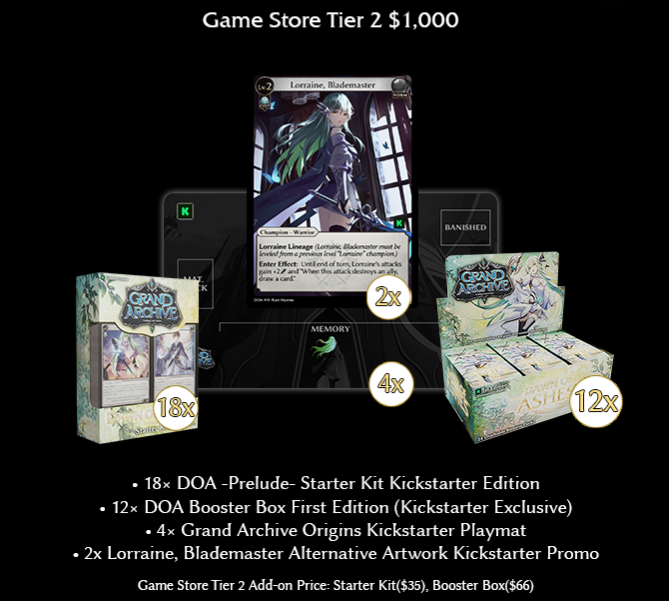 Game Store Tier 2 $1,000
Lv.2
Lorraine, Blademaster
NORM
K
K
BANISHED
Champion - Warrior
Lorraine Lineage (Lorraine, Blademaster must be
leveled from a previous level "Lorraine" champion.)
Enter Effect: Until end of turn, Lorraine's attacks
gain +2 and "When this attack destroys an ally,
draw a card."
MAT
2x
GRAND
ARCHIVE
GRAND
ARCHIVE
MEMORY
4x
18x
12x
• 18× DOA -Prelude- Starter Kit Kickstarter Edition
• 12× DOA Booster Box First Edition (Kickstarter Exclusive)
• 4× Grand Archive Origins Kickstarter Playmat
• 2x Lorraine, Blademaster Alternative Artwork Kickstarter Promo
Game Store Tier 2 Add-on Price: Starter Kit($35), Booster Box($66)